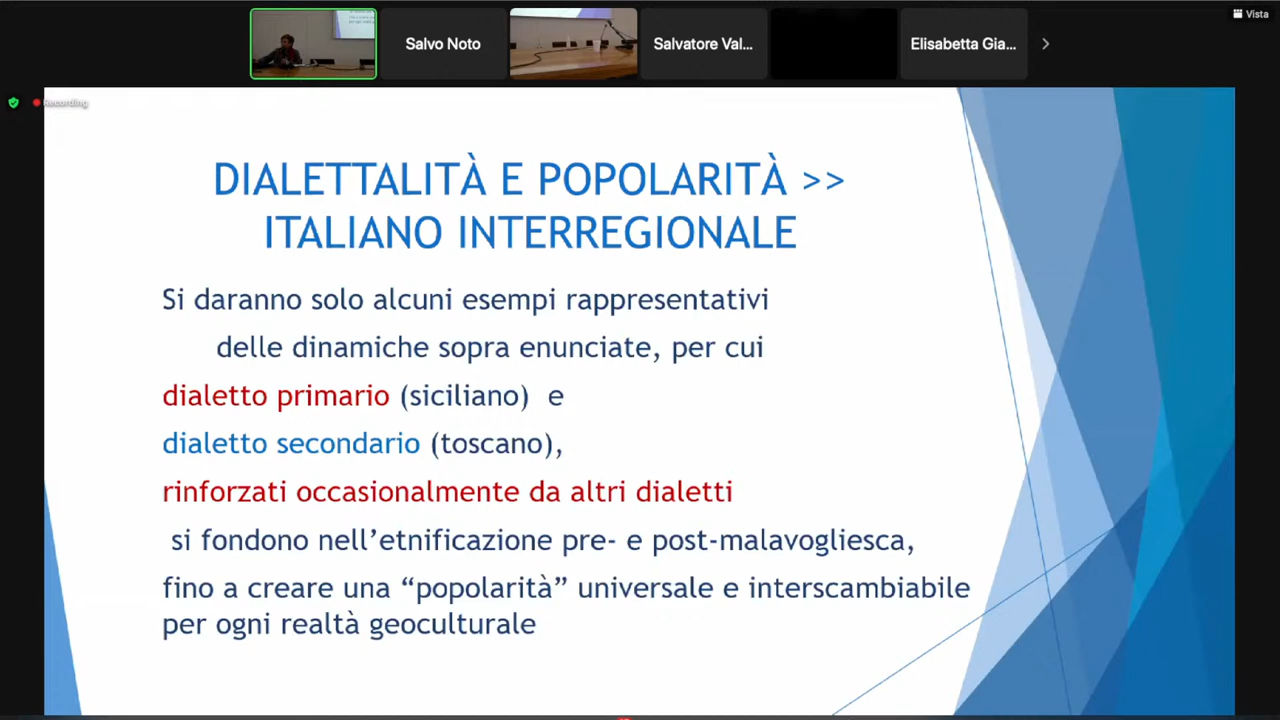 Vista
Salvo Noto
Salvatore Val...
Elisabetta Gia...
Recording
DIALETTALITÀ E POPOLARITÀ >>
ITALIANO INTERREGIONALE
Si daranno solo alcuni esempi rappresentativi
delle dinamiche sopra enunciate, per cui
dialetto primario (siciliano) e
dialetto secondario (toscano),
rinforzati occasionalmente da altri dialetti
si fondono nell’etnificazione pre- e post-malavogliesca,
fino a creare una “popolarità” universale e interscambiabile
per ogni realtà geoculturale